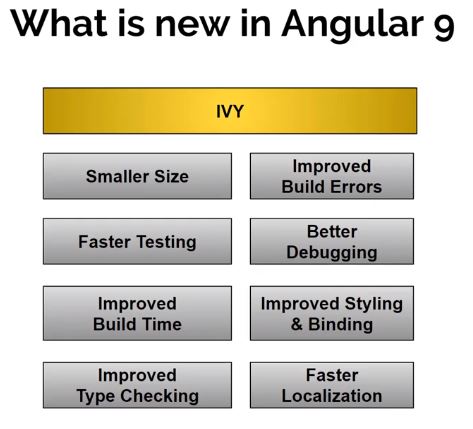 What is new in Angular 9
IVY
Smaller Size
Improved
Build Errors
Faster Testing
Better
Debugging
Improved
Build Time
Improved Styling
& Binding
Improved
Type Checking
Faster
Localization